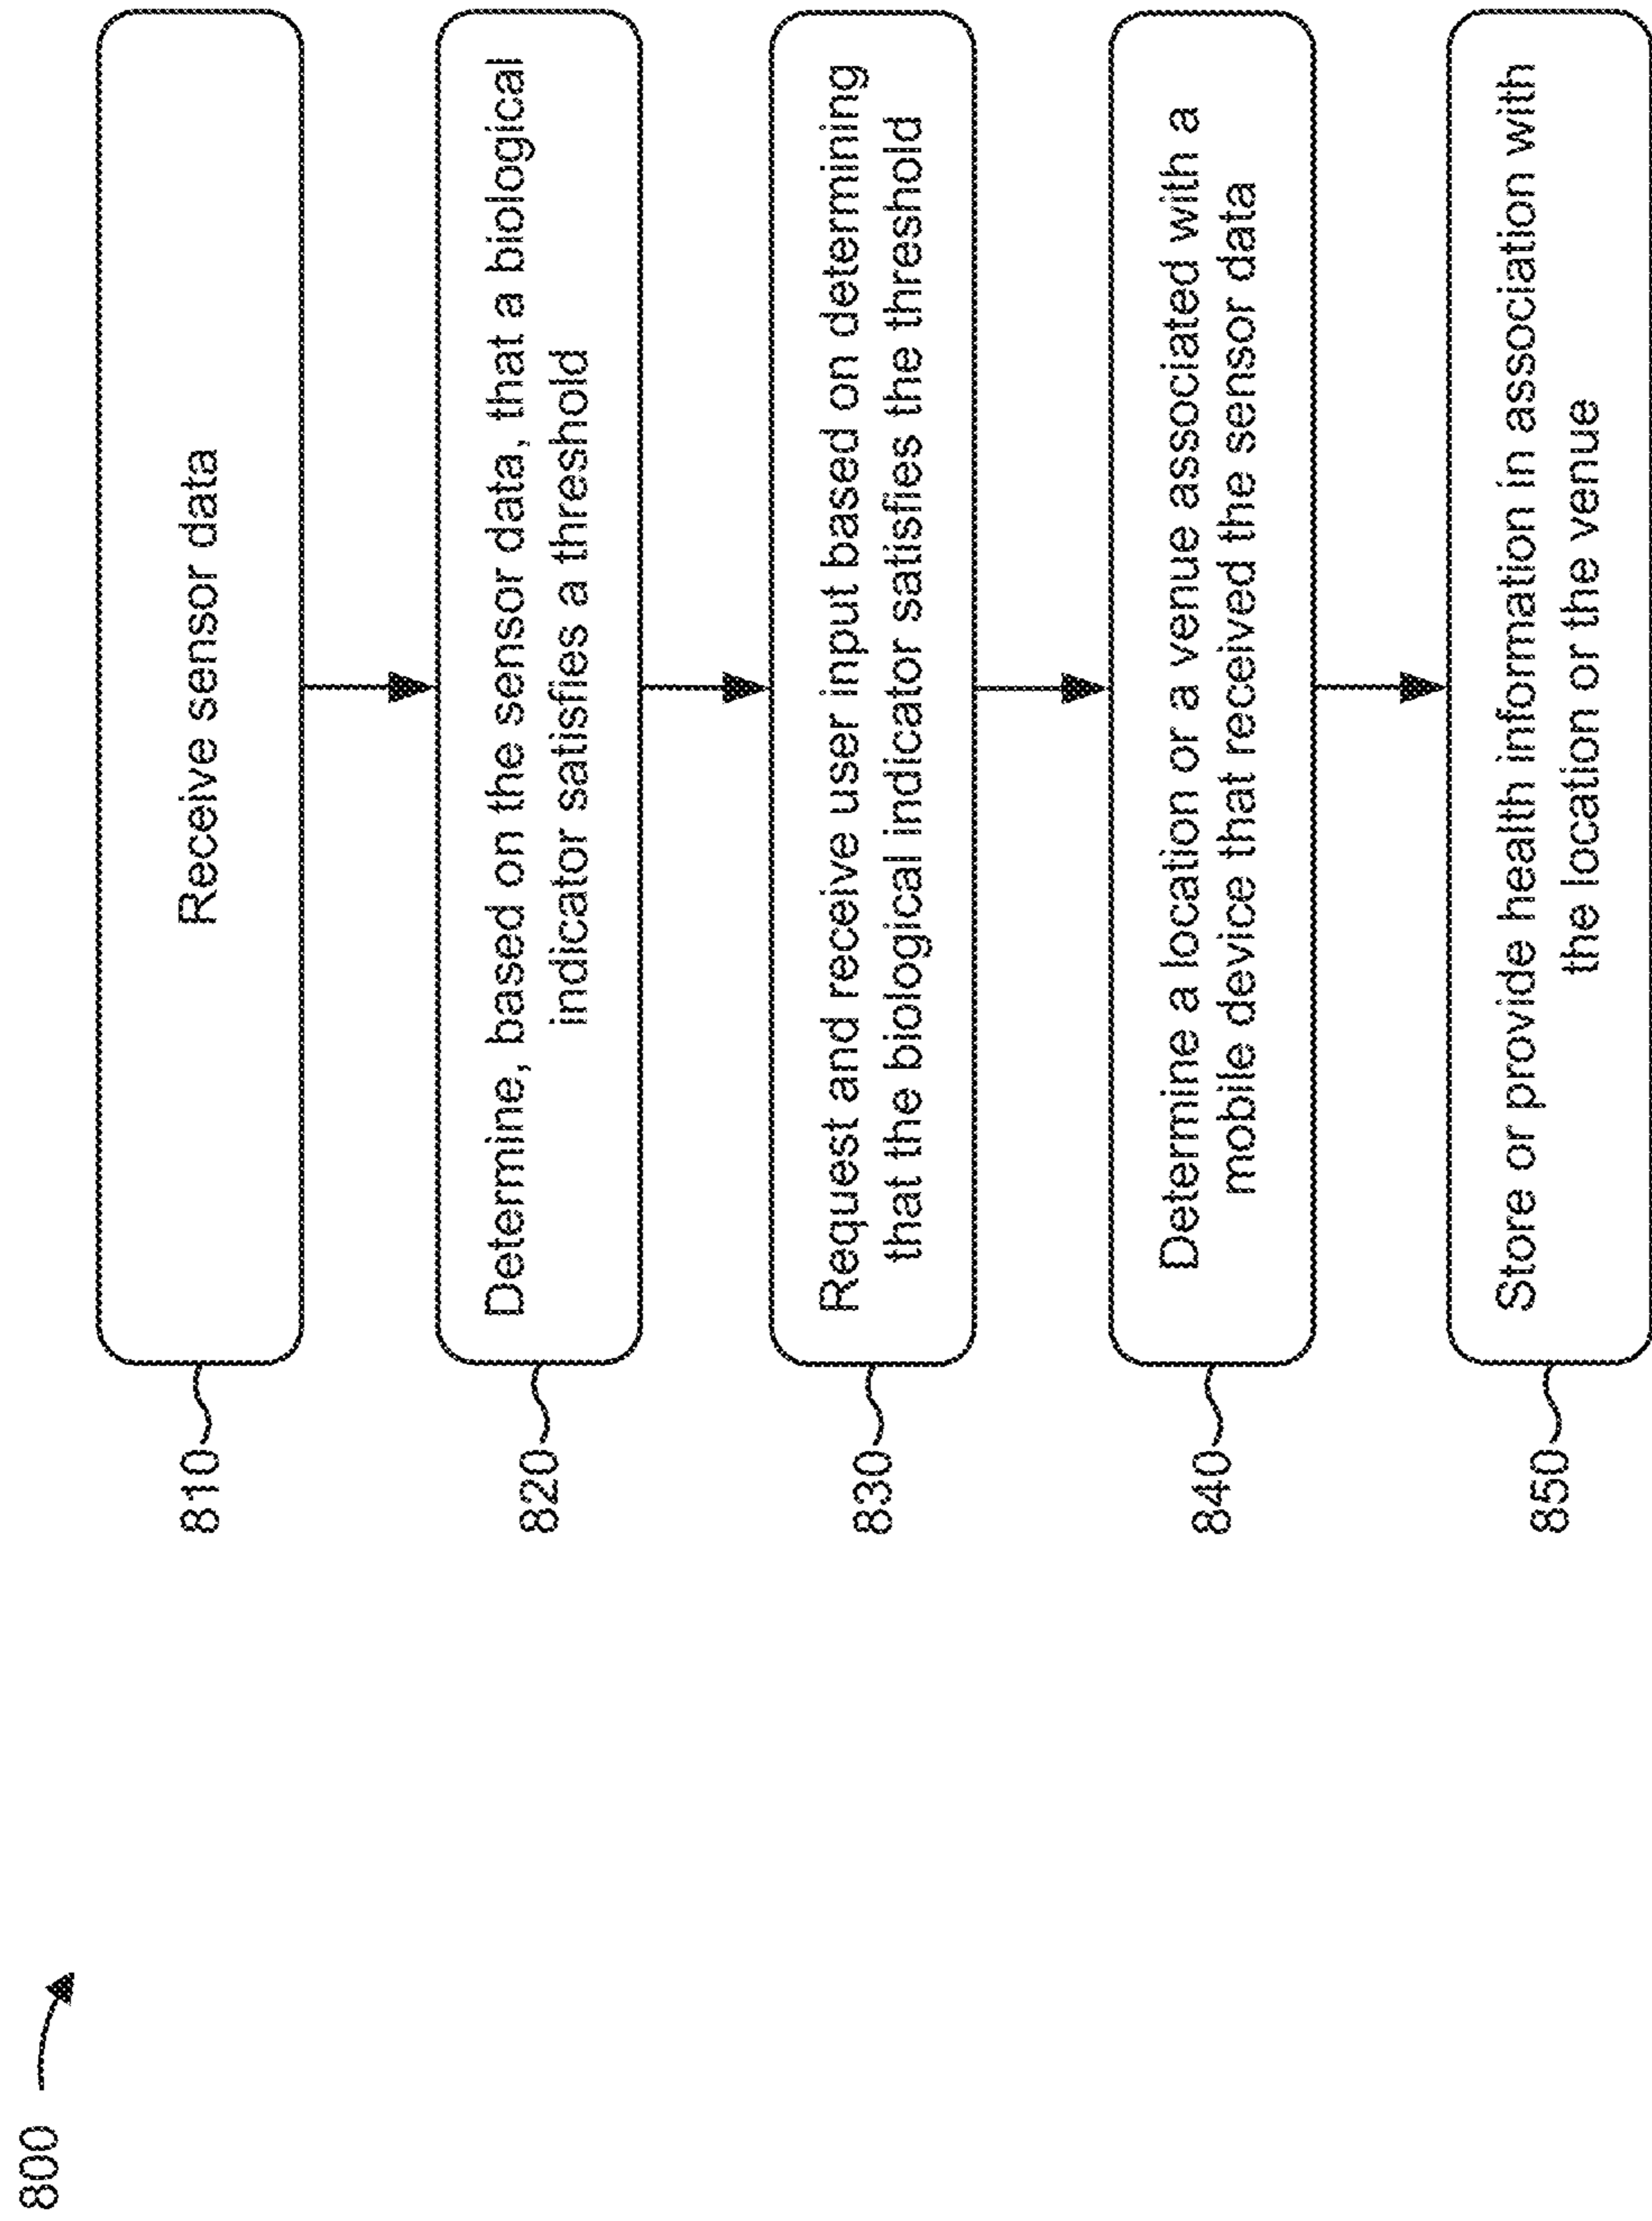 800
810
Receive sensor data
820
Determine, based on the sensor data, that a biological
indicator satisfies a threshold
830
Request and receive user input based on determining
that the biological indicator satisfies the threshold
840
Determine a location or a venue associated with a
mobile device that received the sensor data
850
Store or provide health information in association with
the location or the venue